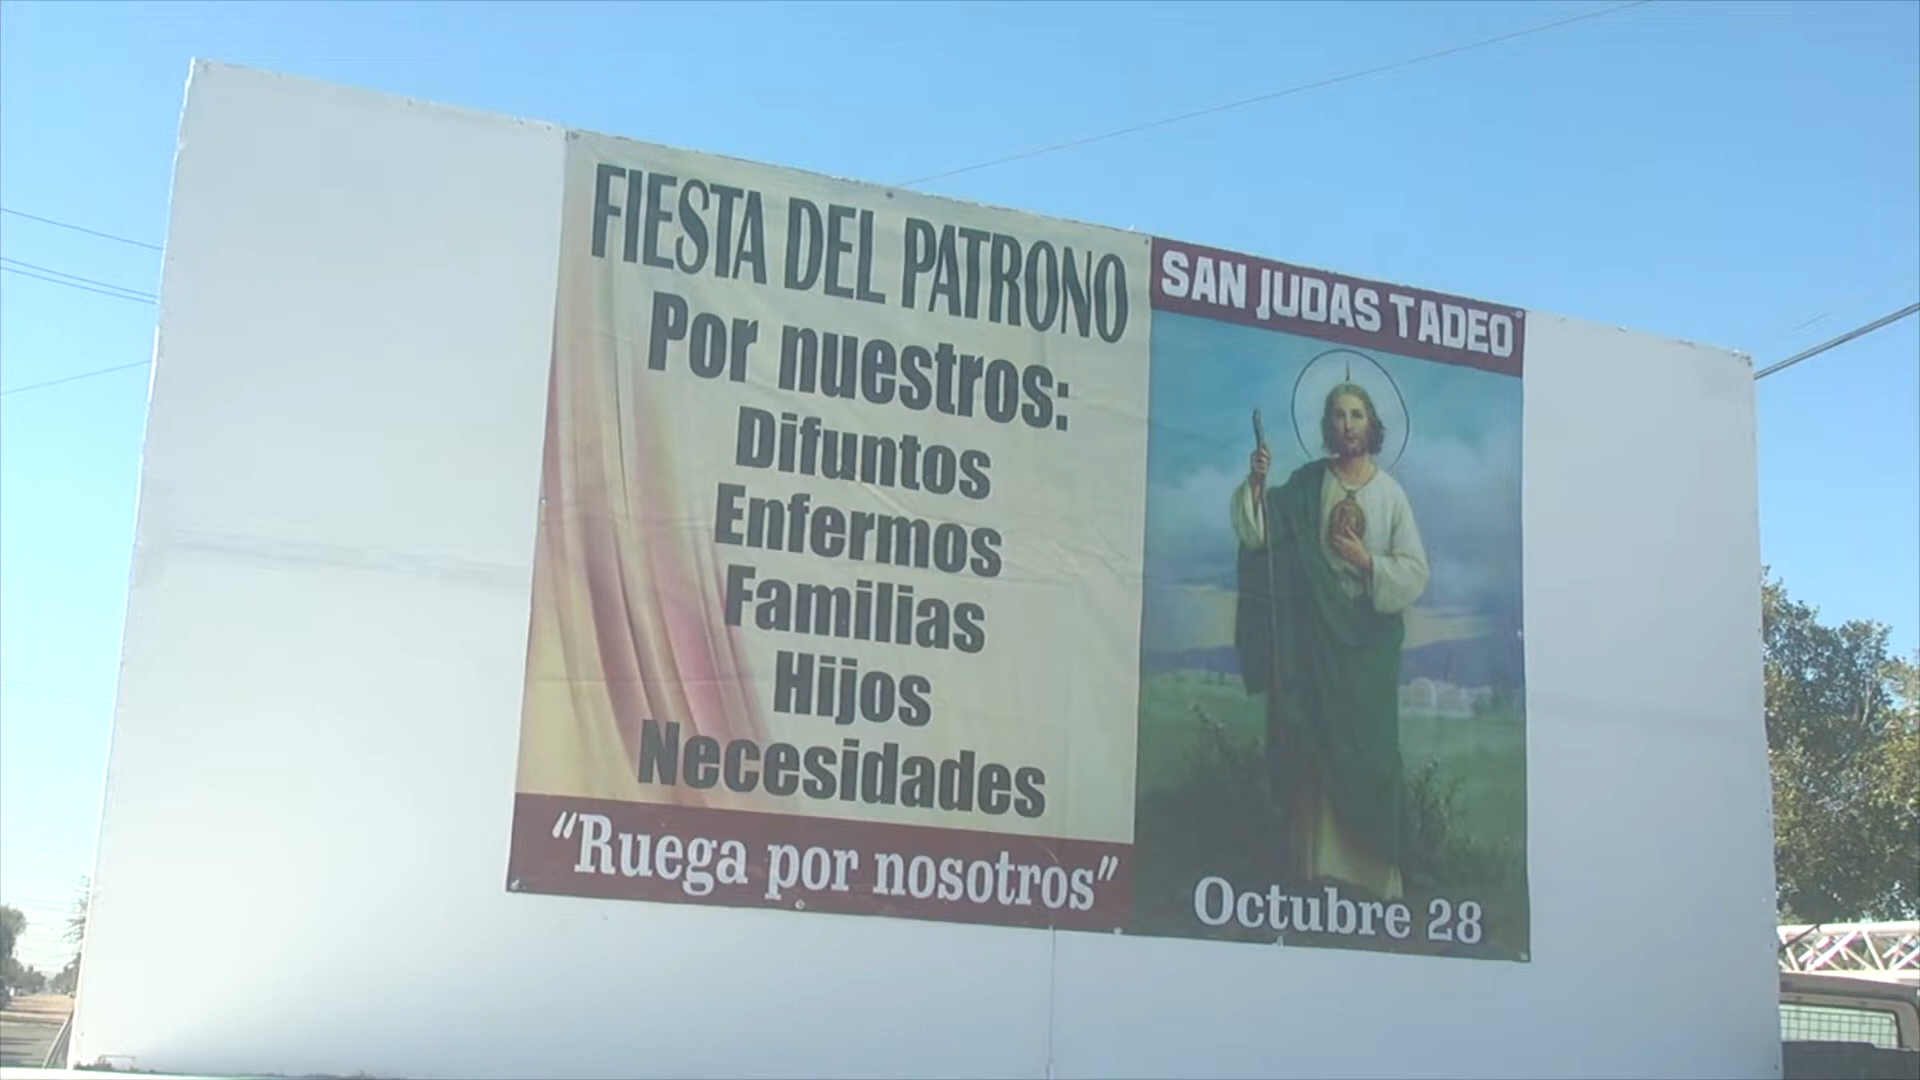 FIESTA DEL PATRONO
Por nuestros:
Difuntos
Enfermos
Familias
Hijos
Necesidades
"Ruega por nosotros"
SAN JUDAS TADEO
Octubre 28